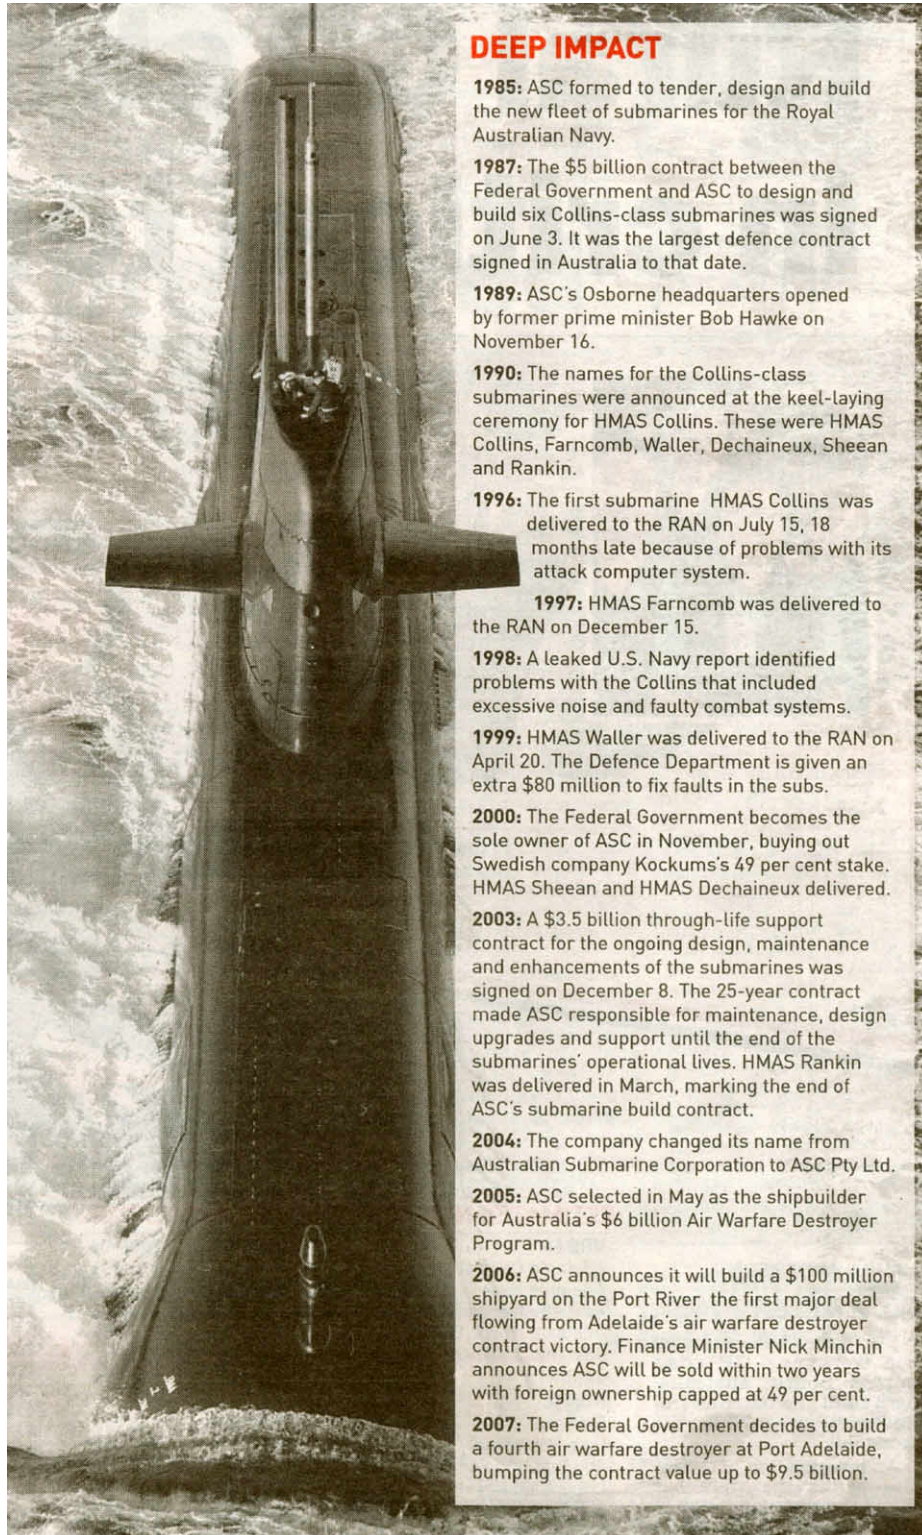 DEEP IMPACT
1985: ASC formed to tender, design and build
the new fleet of submarines for the Royal
Australian Navy.
1987: The $5 billion contract between the
Federal Government and ASC to design and
build six Collins-class submarines was signed
on June 3. It was the largest defence contract
signed in Australia to that date.
1989: ASC's Osborne headquarters opened
by former prime minister Bob Hawke on
November 16.
1990: The names for the Collins-class
submarines were announced at the keel-laying
ceremony for HMAS Collins. These were HMAS
Collins, Farncomb, Waller, Dechaineux, Sheean
and Rankin.
1996: The first submarine HMAS Collins was
delivered to the RAN on July 15, 18
months late because of problems with its
attack computer system.
1997: HMAS Farncomb was delivered to
the RAN on December 15.
1998: A leaked U.S. Navy report identified
problems with the Collins that included
excessive noise and faulty combat systems.
1999: HMAS Waller was delivered to the RAN on
April 20. The Defence Department is given an
extra $80 million to fix faults in the subs.
2000: The Federal Government becomes the
sole owner of ASC in November, buying out
Swedish company Kockums's 49 per cent stake.
HMAS Sheean and HMAS Dechaineux delivered.
2003: A $3.5 billion through-life support
contract for the ongoing design, maintenance
and enhancements of the submarines was
signed on December 8. The 25-year contract
made ASC responsible for maintenance, design
upgrades and support until the end of the
submarines' operational lives. HMAS Rankin
was delivered in March, marking the end of
ASC's submarine build contract.
2004: The company changed its name from
Australian Submarine Corporation to ASC Pty Ltd.
2005: ASC selected in May as the shipbuilder
for Australia's $6 billion Air Warfare Destroyer
Program.
2006: ASC announces it will build a $100 million
shipyard on the Port River the first major deal
flowing from Adelaide's air warfare destroyer
contract victory. Finance Minister Nick Minchin
announces ASC will be sold within two years
with foreign ownership capped at 49 per cent.
2007: The Federal Government decides to build
a fourth air warfare destroyer at Port Adelaide,
bumping the contract value up to $9.5 billion.